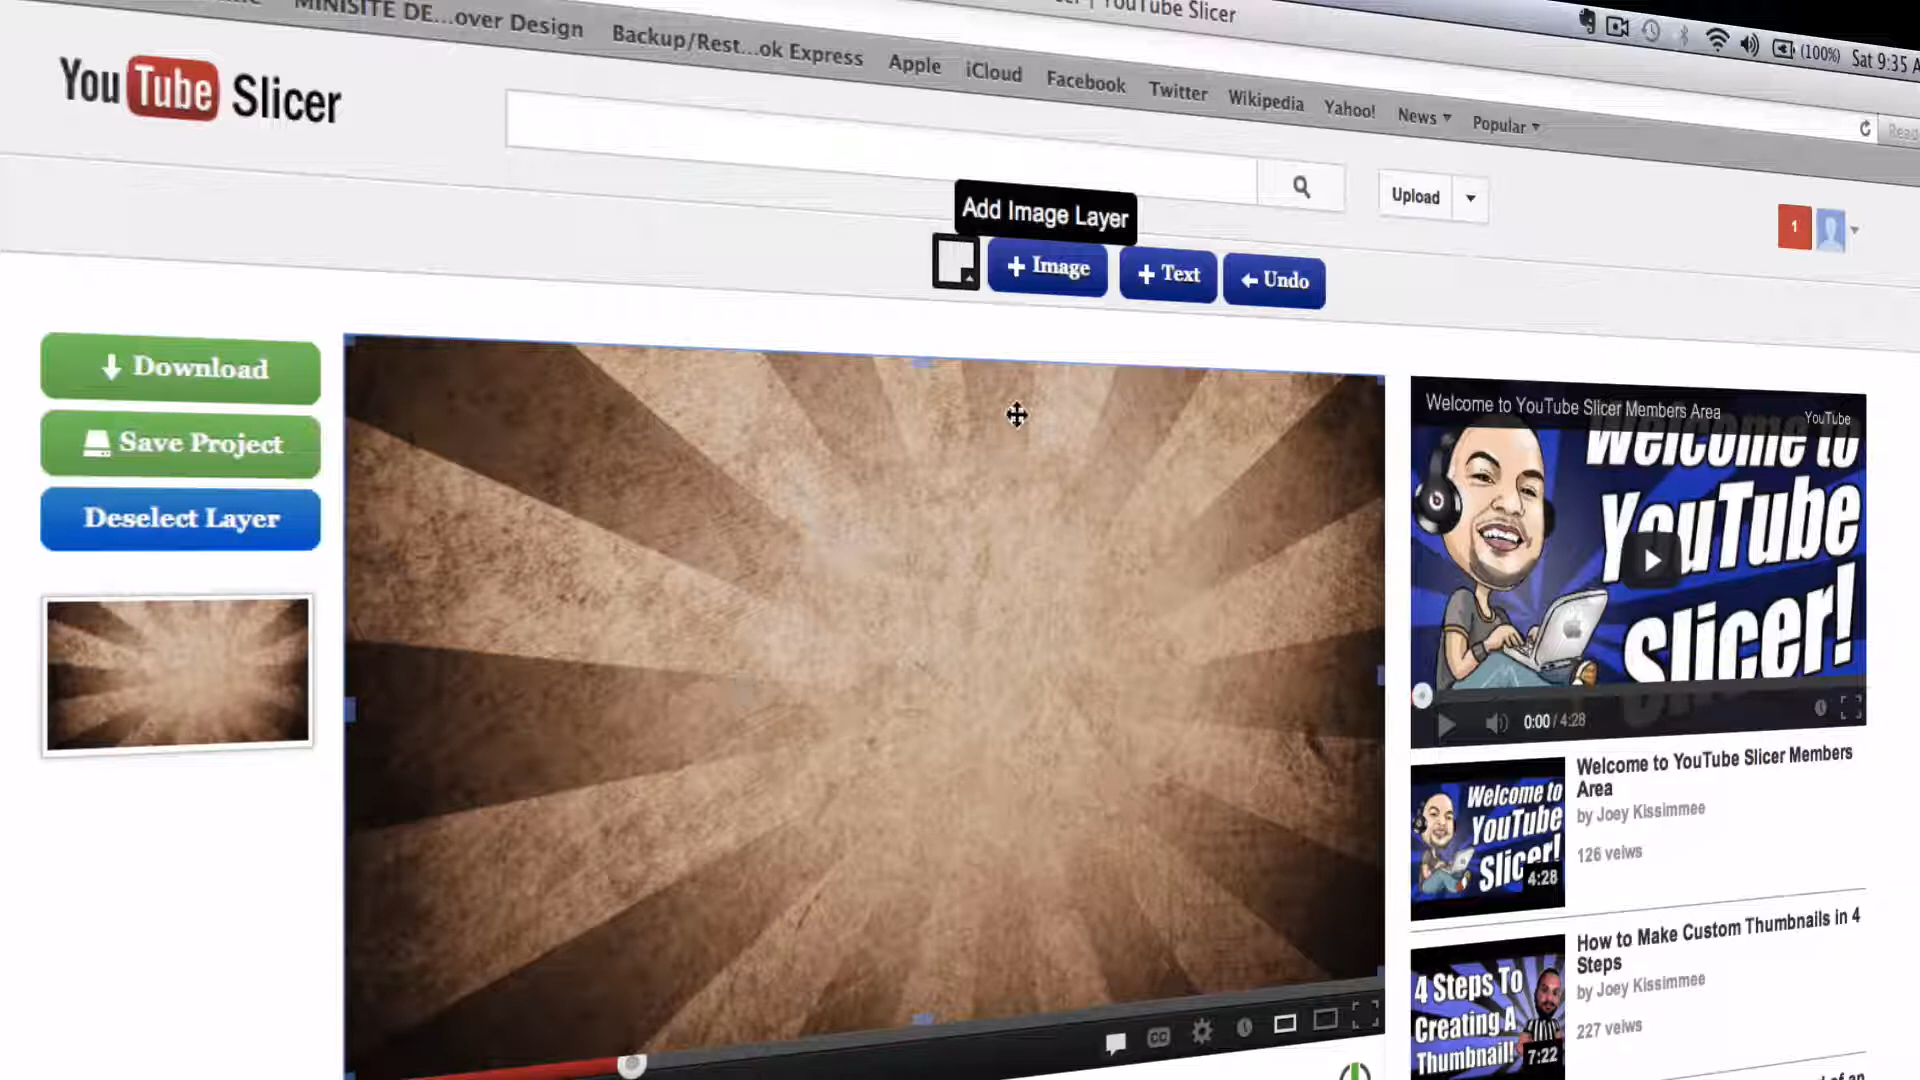 MINISITE DE...over Design
Backup/Rest...ok Express
Apple
iCloud
Facebook
Twitter
Wikipedia
Yahoo!
News
Popular
YouTube Slicer
(100%)
Sat 9:35
YouTube Slicer
Upload
1
Add Image Layer
+ Image
+ Text
Undo
Download
Save Project
Deselect Layer
Welcome to YouTube Slicer Members Area
YouTube
Welcome to
YouTube
Slicer!
0:00 / 4:28
Welcome to
YouTube
Slicer!
4:28
Welcome to YouTube Slicer Members
Area
by Joey Kissimmee
126 veiws
4 Steps To
Creating A
Thumbnail!
7:22
How to Make Custom Thumbnails in 4
Steps
by Joey Kissimmee
227 veiws
CC